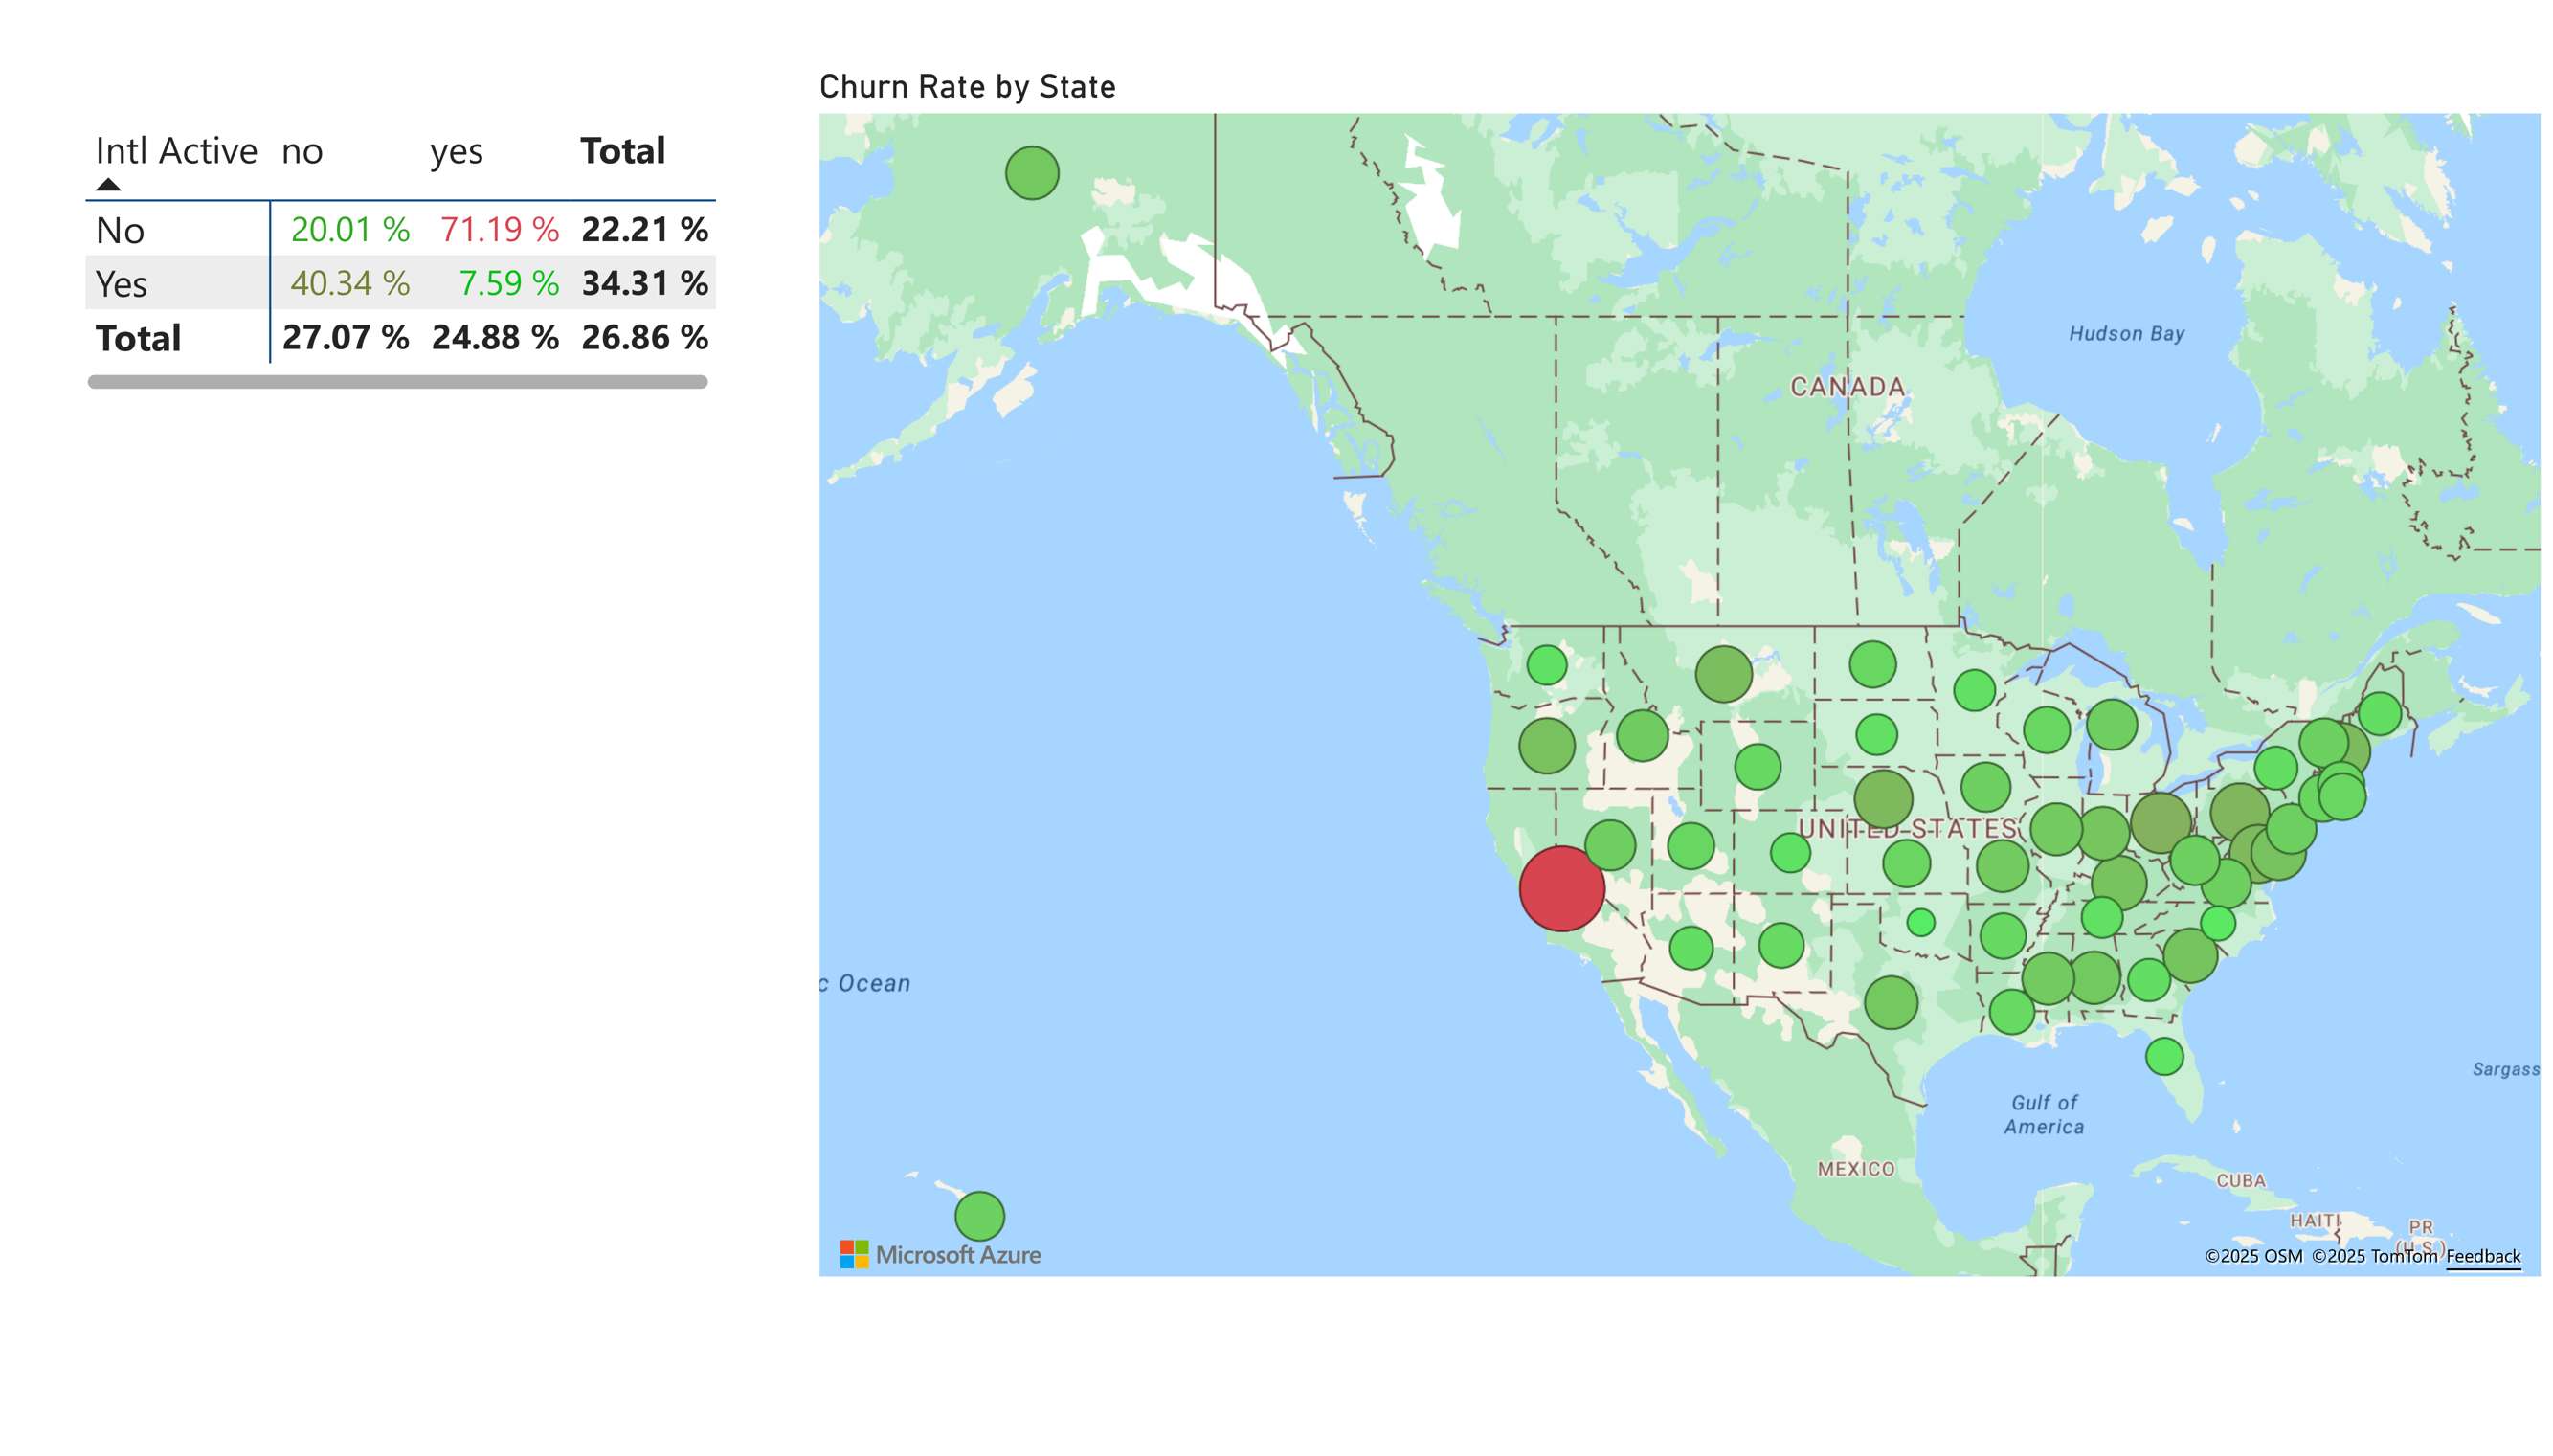 Intl Active no yes Total
No 20.01 % 71.19 % 22.21 %
Yes 40.34 % 7.59 % 34.31 %
Total 27.07 % 24.88 % 26.86 %
Churn Rate by State
Hudson Bay
CANADA
UNITED STATES
c Ocean
Sargass
Gulf of
America
MEXICO
CUBA
HAITI
PR
(U.S.)
Microsoft Azure
©2025 OSM ©2025 TomTom Feedback